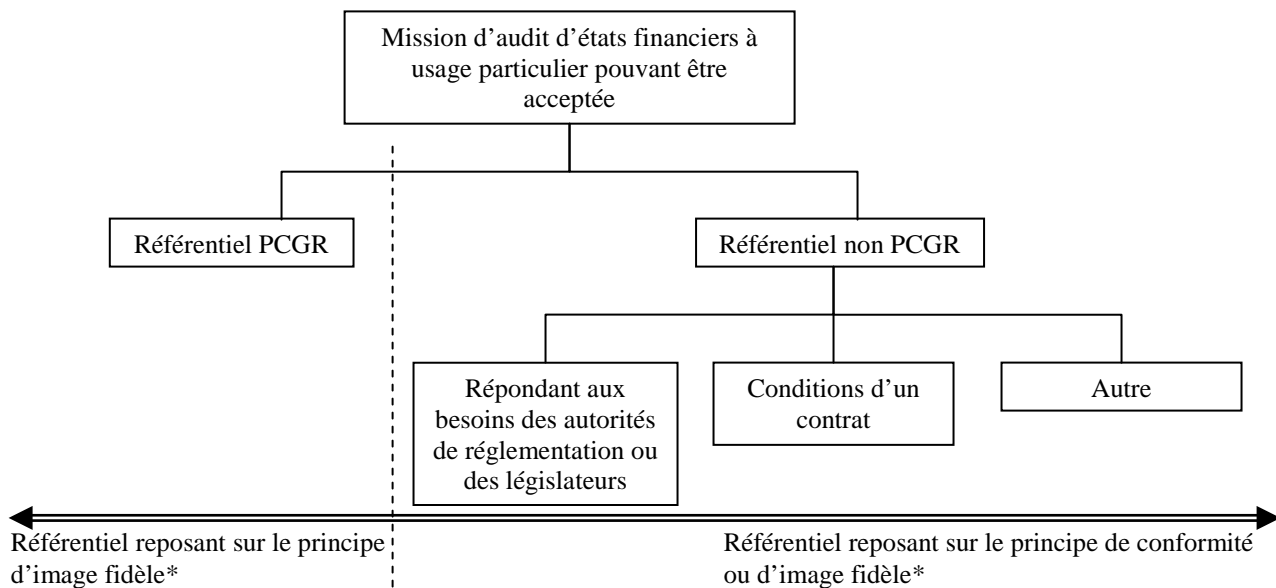 Mission d’audit d’états financiers à
usage particulier pouvant être
acceptée
Référentiel PCGR
Référentiel non PCGR
Répondant aux
besoins des autorités
de réglementation ou
des législateurs
Conditions d’un
contrat
Autre
Référentiel reposant sur le principe
d’image fidèle*
Référentiel reposant sur le principe de conformité
ou d’image fidèle*